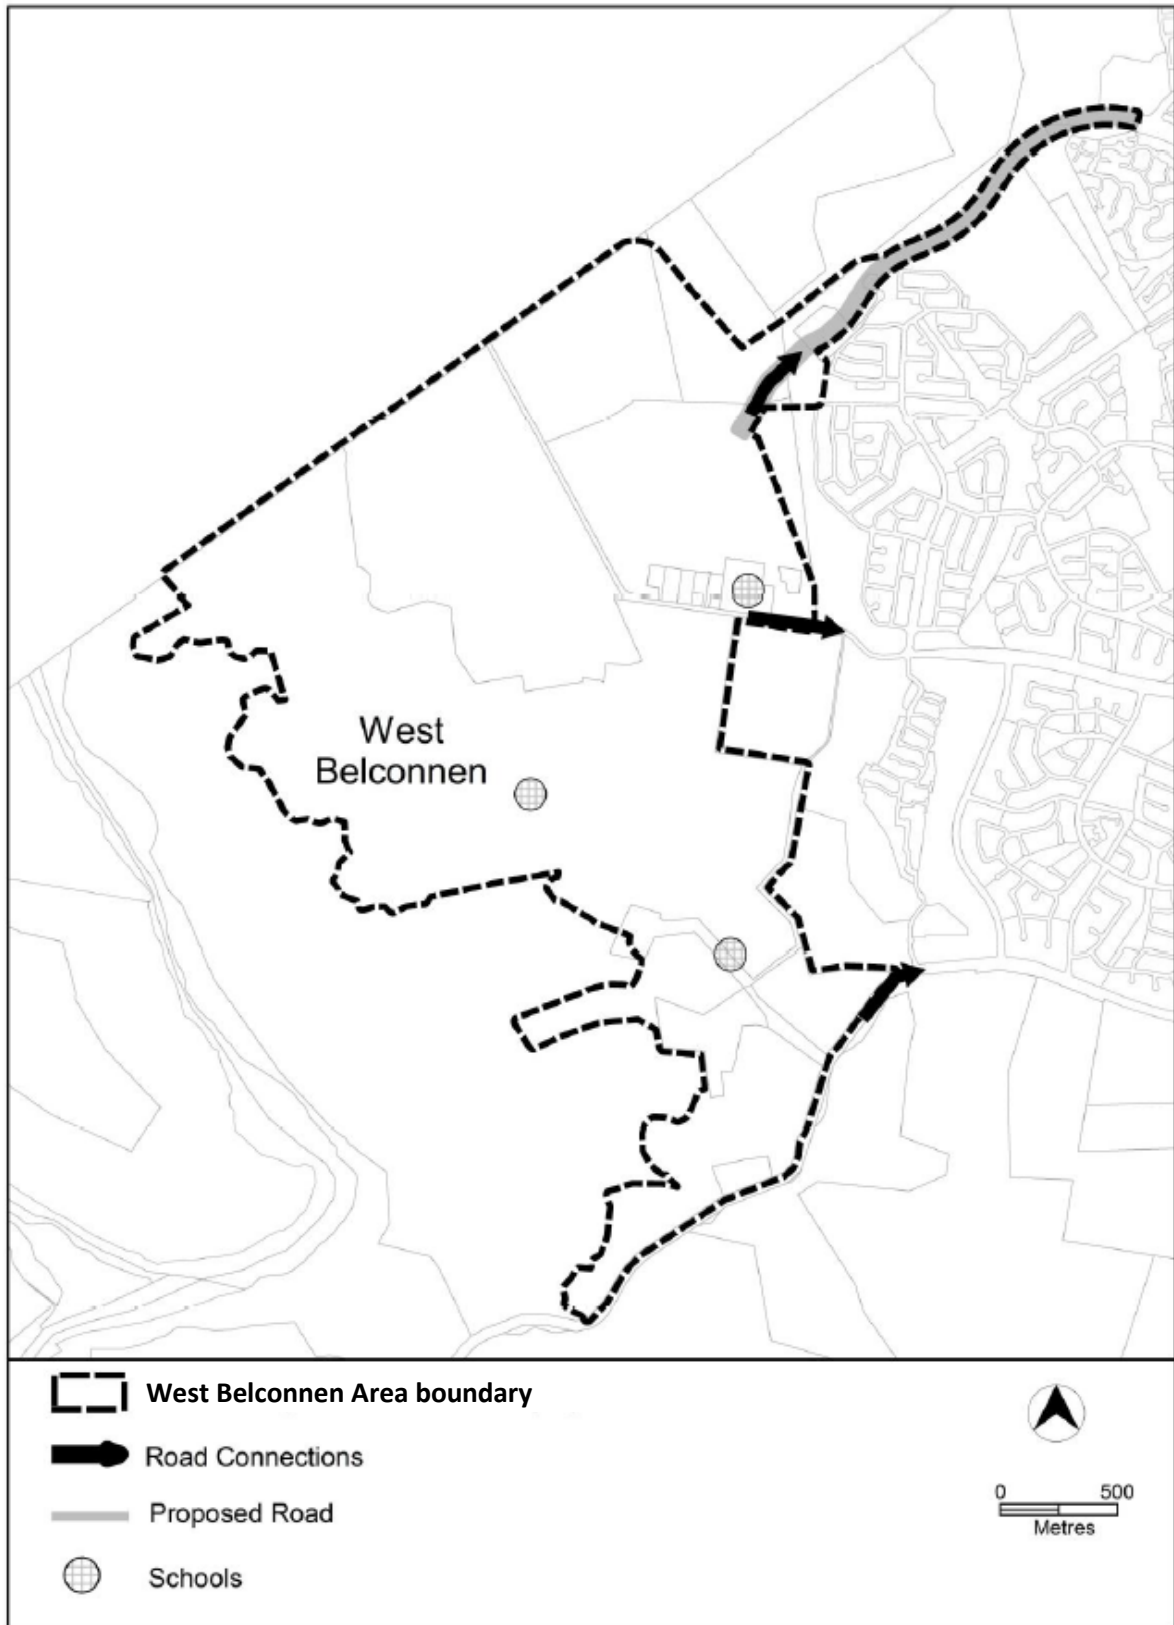 West
Belconnen
West Belconnen Area boundary
Road Connections
Proposed Road
Schools
0 500
Metres